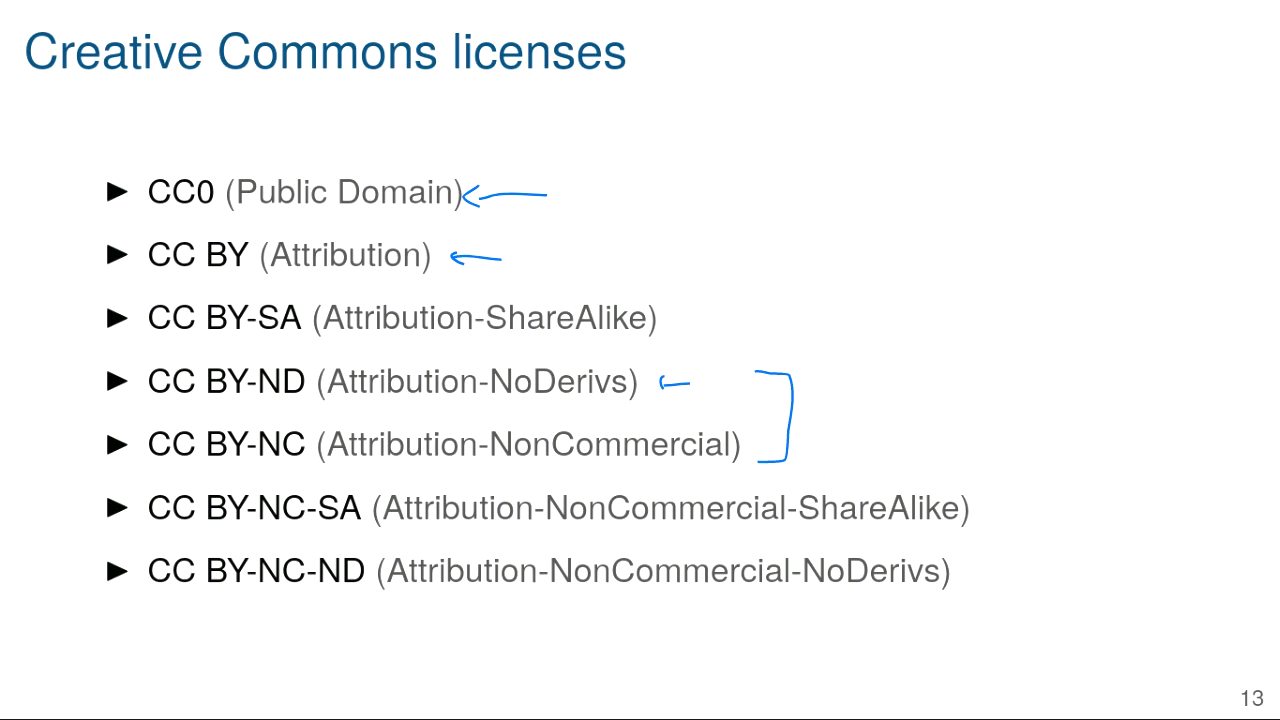 Creative Commons licenses
► CC0 (Public Domain)
► CC BY (Attribution)
► CC BY-SA (Attribution-ShareAlike)
► CC BY-ND (Attribution-NoDerivs)
► CC BY-NC (Attribution-NonCommercial)
► CC BY-NC-SA (Attribution-NonCommercial-ShareAlike)
► CC BY-NC-ND (Attribution-NonCommercial-NoDerivs)
13